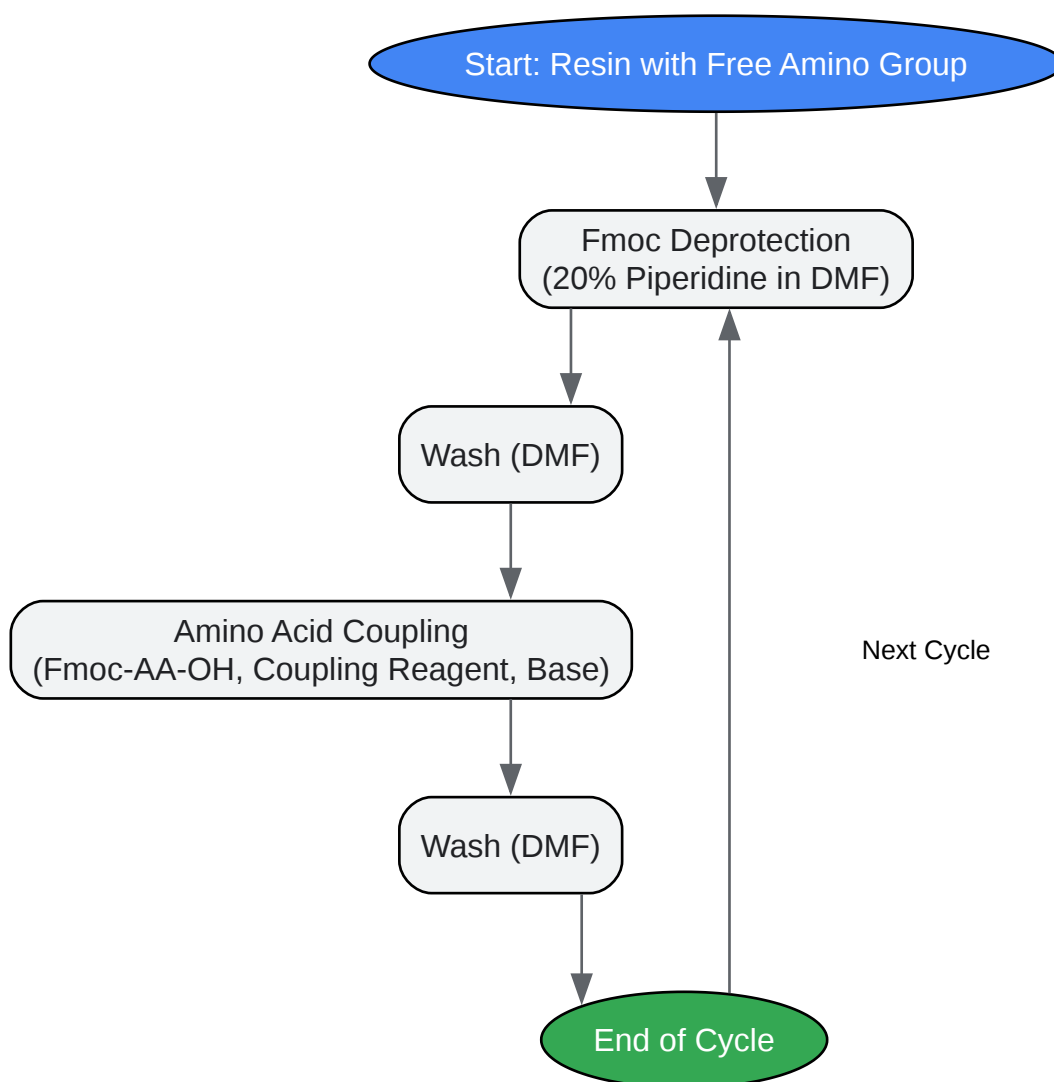 Start: Resin with Free Amino Group
Fmoc Deprotection
(20% Piperidine in DMF)
Wash (DMF)
Amino Acid Coupling
(Fmoc-AA-OH, Coupling Reagent, Base)
Next Cycle
Wash (DMF)
End of Cycle